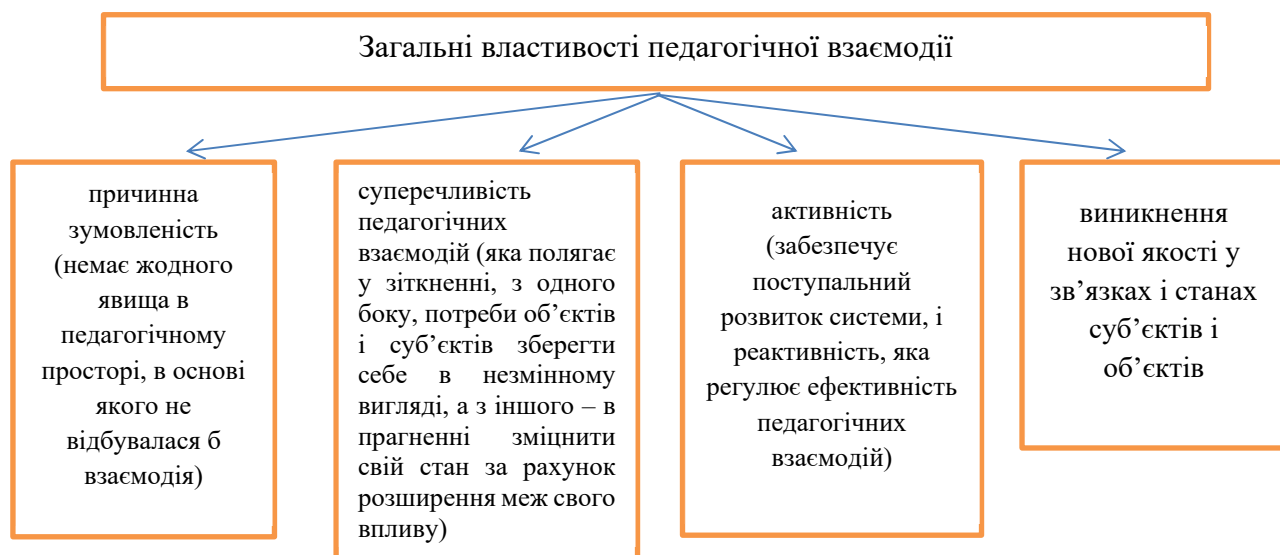 Загальні властивості педагогічної взаємодії
причинна
зумовленість
(немає жодного
явища в
педагогічному
просторі, в основі
якого не
відбувалася б
взаємодія)
суперечливість
педагогічних
взаємодій (яка полягає
у зіткненні, з одного
боку, потреби об’єктів
і суб’єктів зберегти
себе в незмінному
вигляді, а з іншого – в
прагненні зміцнити
свій стан за рахунок
розширення меж свого
впливу)
активність
(забезпечує
поступальний
розвиток системи, і
реактивність, яка
регулює ефективність
педагогічних
взаємодій)
виникнення
нової якості у
зв’язках і станах
суб’єктів і
об’єктів